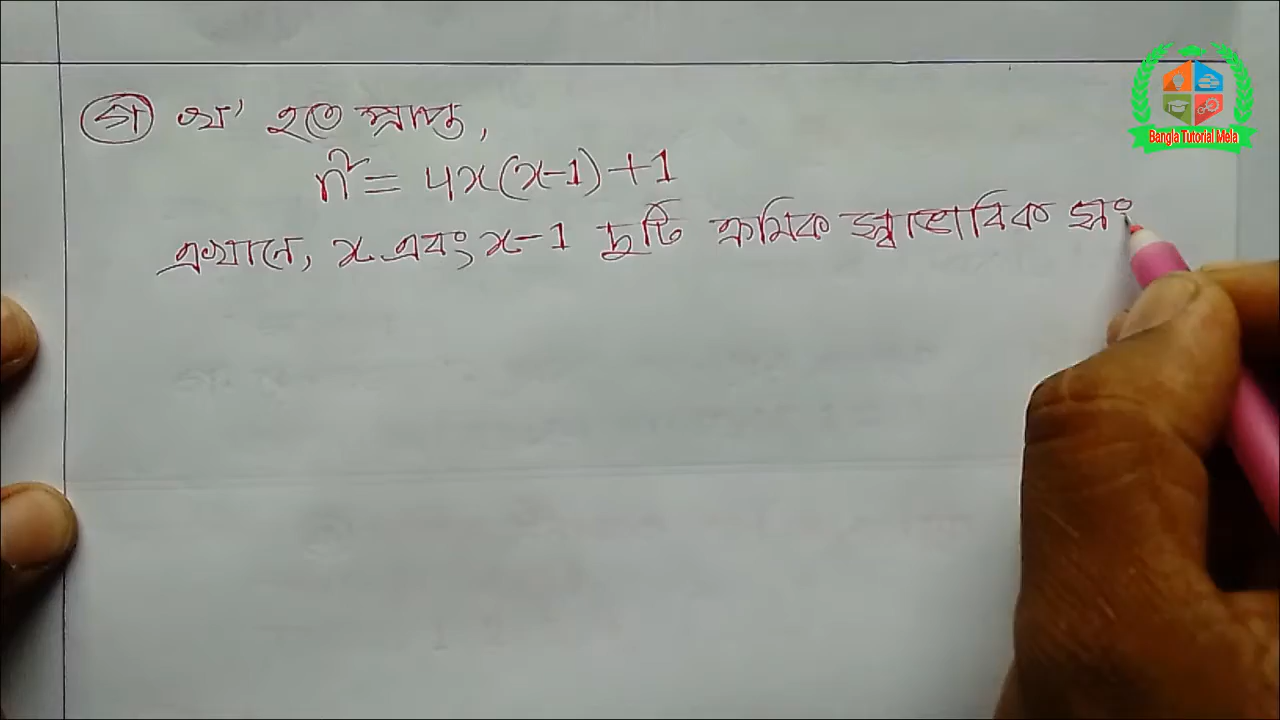 গ 'খ' হতে প্রাপ্ত,
n² = 4x(x-1)+1
এখানে, x এবং x-1 দুটি ক্রমিক স্বাভাবিক সং
Bangla Tutorial Mela